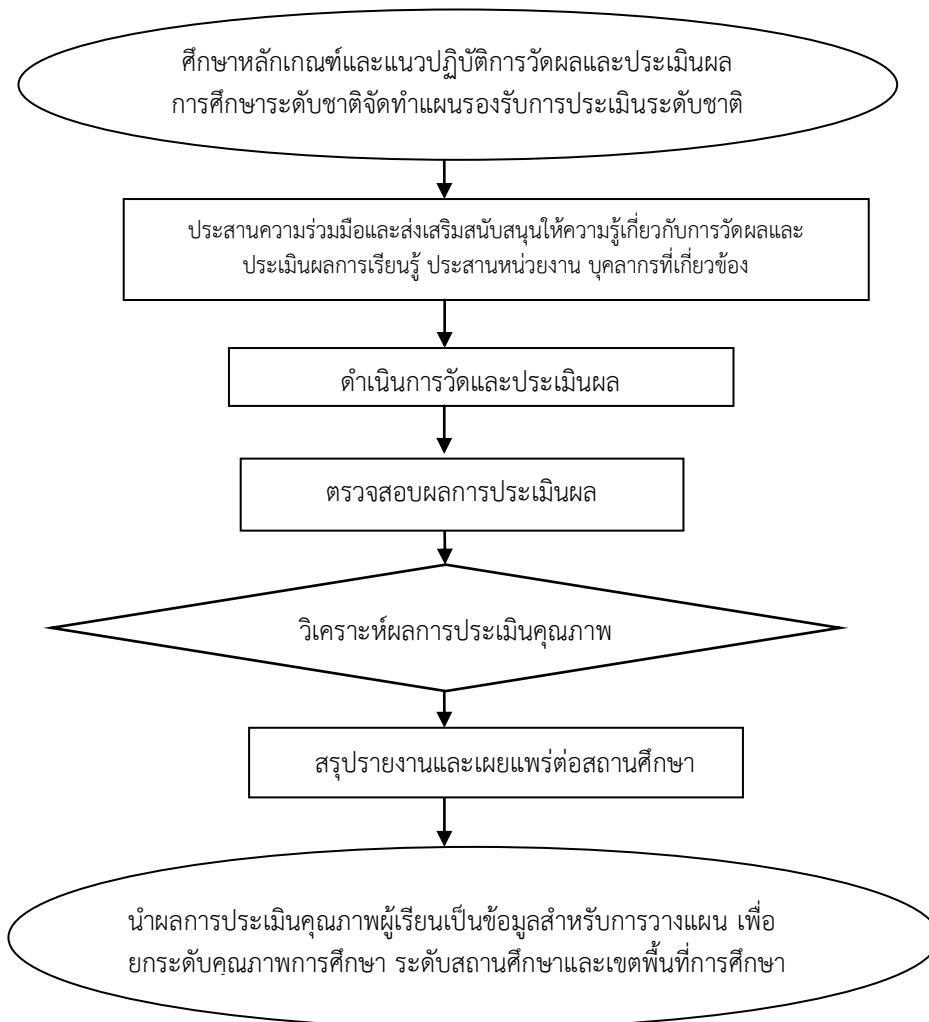 ศึกษาหลักเกณฑ์และแนวปฏิบัติการวัดผลและประเมินผล
การศึกษาระดับชาติจัดทำแผนรองรับการประเมินระดับชาติ
ประสานความร่วมมือและส่งเสริมสนับสนุนให้ความรู้เกี่ยวกับการวัดผลและ
ประเมินผลการเรียนรู้ ประสานหน่วยงาน บุคลากรที่เกี่ยวข้อง
ดำเนินการวัดและประเมินผล
ตรวจสอบผลการประเมินผล
วิเคราะห์ผลการประเมินคุณภาพ
สรุปรายงานและเผยแพร่ต่อสถานศึกษา
นำผลการประเมินคุณภาพผู้เรียนเป็นข้อมูลสำหรับการวางแผน เพื่อ
ยกระดับคุณภาพการศึกษา ระดับสถานศึกษาและเขตพื้นที่การศึกษา